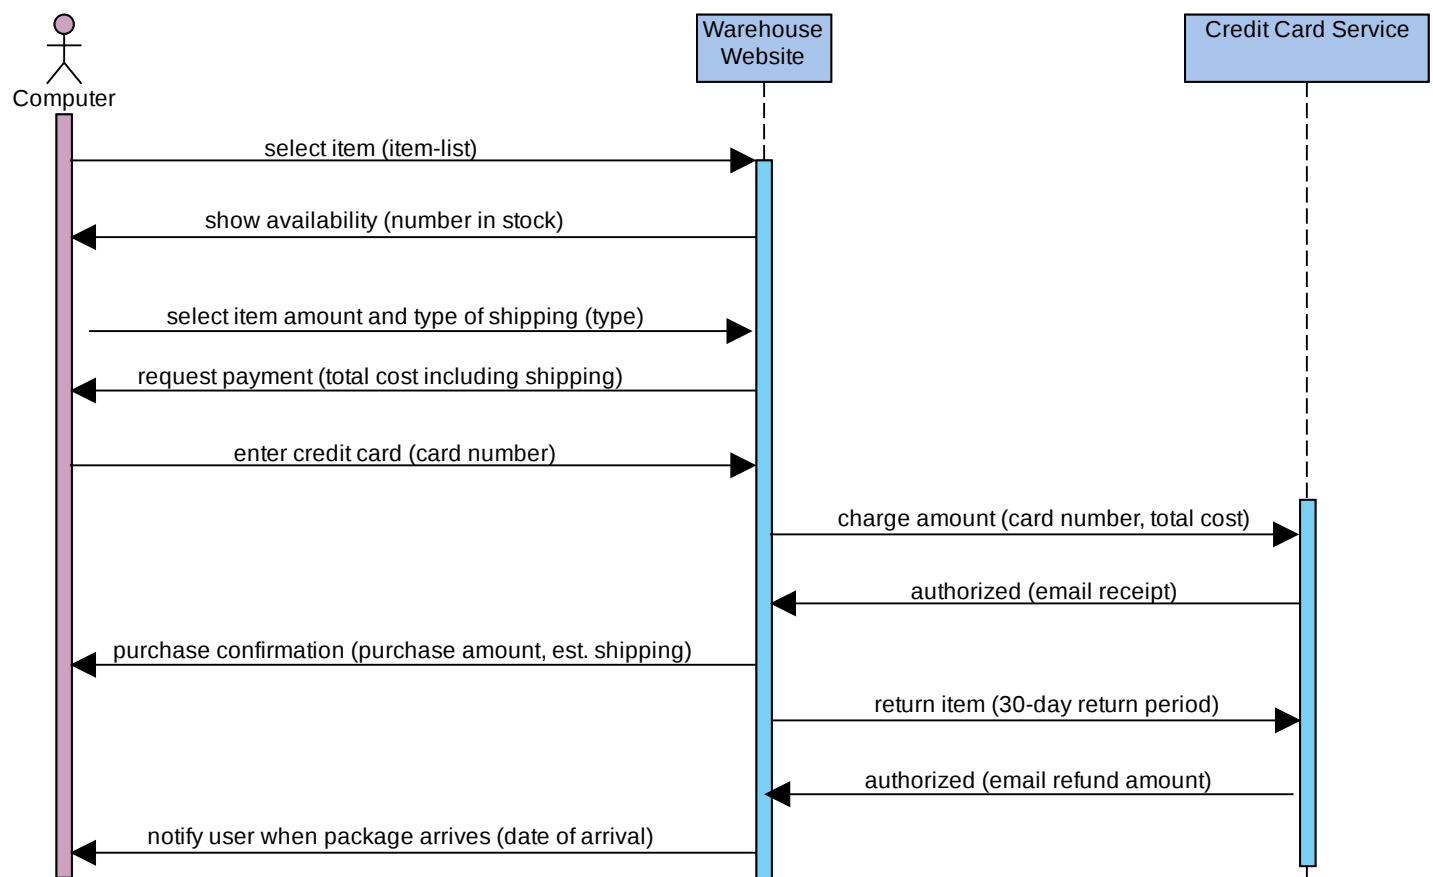 Warehouse
Website
Credit Card Service
Computer
select item (item-list)
show availability (number in stock)
select item amount and type of shipping (type)
request payment (total cost including shipping)
enter credit card (card number)
charge amount (card number, total cost)
authorized (email receipt)
purchase confirmation (purchase amount, est. shipping)
return item (30-day return period)
authorized (email refund amount)
notify user when package arrives (date of arrival)